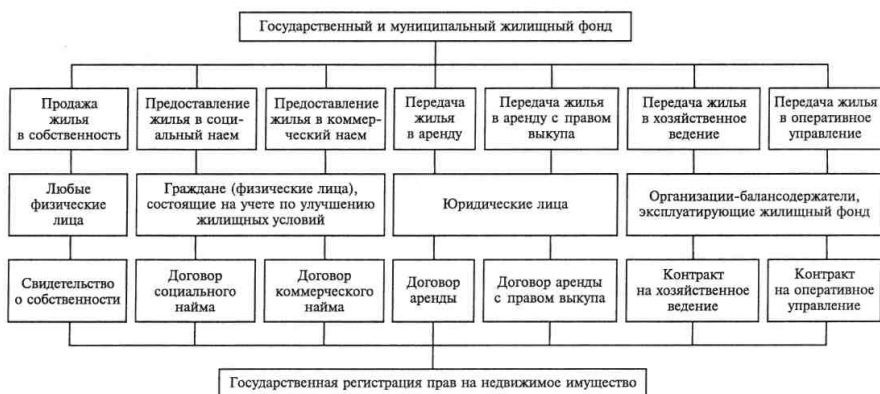 Государственный и муниципальный жилищный фонд
Продажа
жилья
в собственность
Предоставление
жилья в соци-
альный наем
Предоставление
жилья в коммер-
ческий наем
Передача
жилья
в аренду
Передача жилья
в аренду с правом
выкупа
Передача жилья
в хозяйственное
ведение
Передача жилья
в оперативное
управление
Любые
физические
лица
Граждане (физические лица),
состоящие на учете по улучшению
жилищных условий
Юридические лица
Организации-балансодержатели,
эксплуатирующие жилищный фонд
Свидетельство
о собственности
Договор
социального
найма
Договор
коммерческого
найма
Договор
аренды
Договор аренды
с правом выкупа
Контракт
на хозяйственное
ведение
Контракт
на оперативное
управление
Государственная регистрация прав на недвижимое имущество